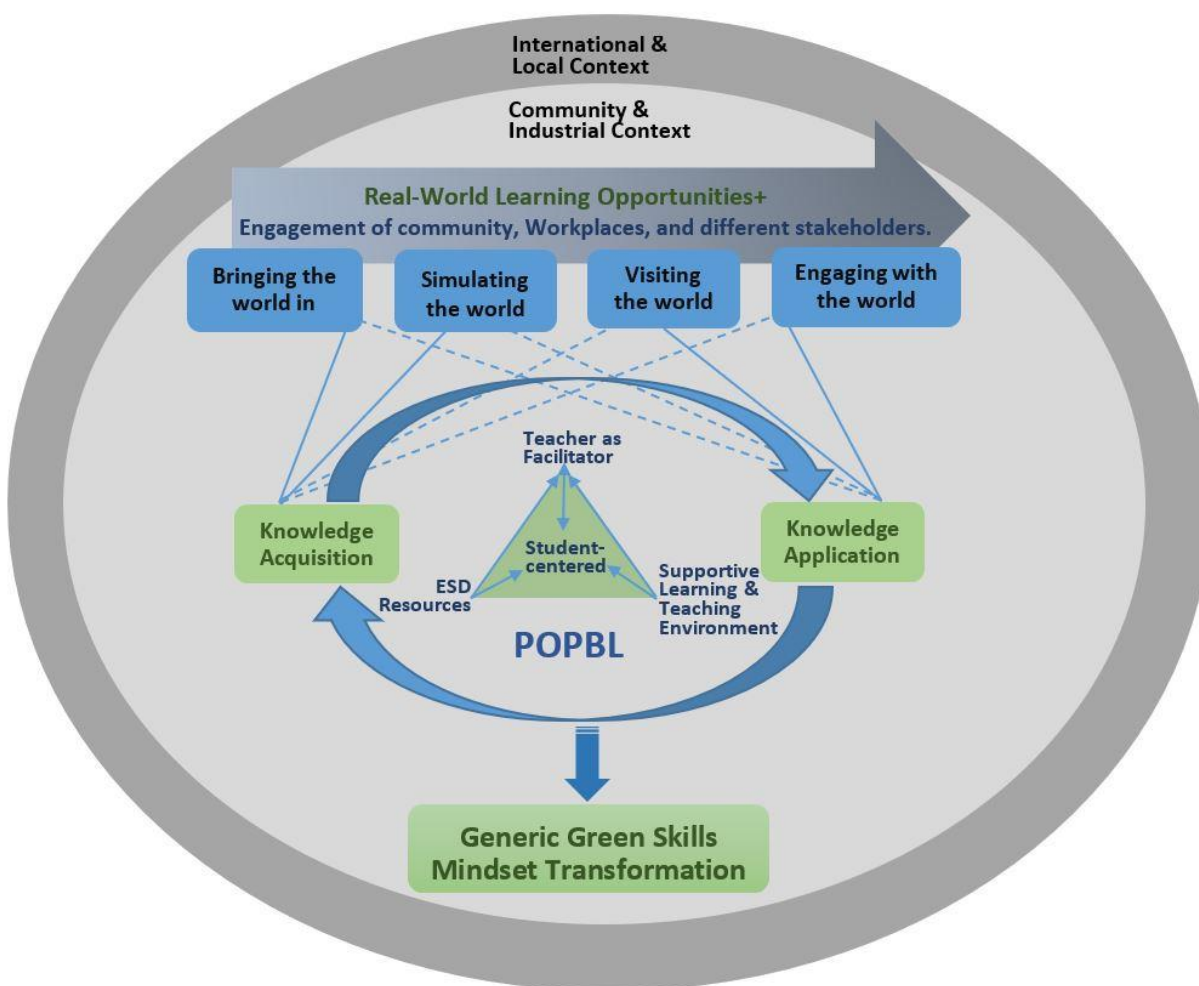 International &
Local Context
Community &
Industrial Context
Real-World Learning Opportunities+
Engagement of community, Workplaces, and different stakeholders.
Bringing the
world in
Simulating
the world
Visiting
the world
Engaging with
the world
Teacher as
Facilitator
Knowledge
Acquisition
Student-
centered
Knowledge
Application
ESD
Resources
Supportive
Learning &
Teaching
Environment
POPBL
Generic Green Skills
Mindset Transformation